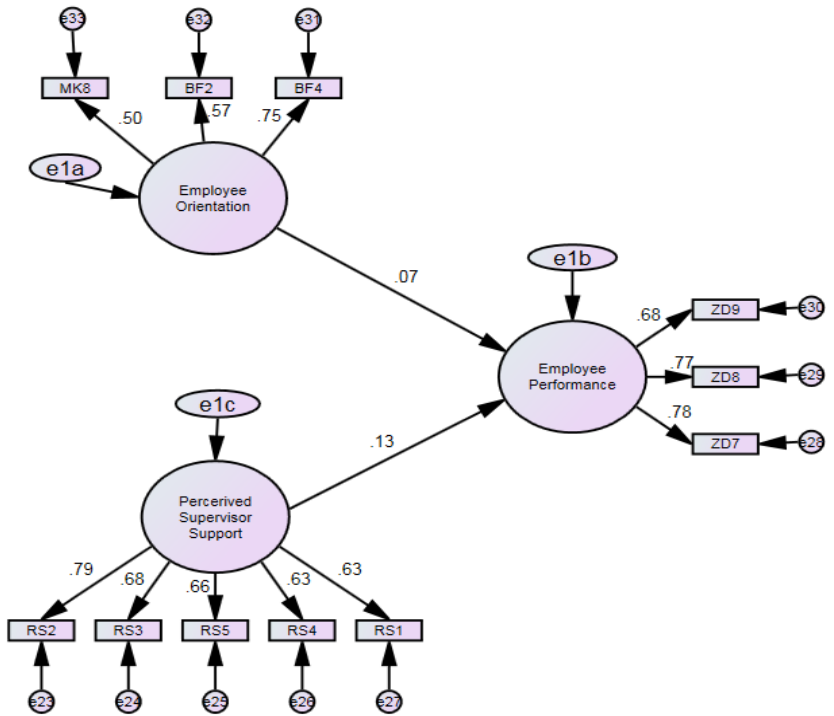 e33
e32
e31
MK8
BF2
BF4
.50
.57
.75
e1a
Employee
Orientation
e1b
.07
ZD9
e30
.68
Employee
Performance
.77
ZD8
e29
.78
ZD7
e28
e1c
.13
Percerived
Supervisor
Support
.79
.68
.66
.63
.63
RS2
RS3
RS5
RS4
RS1
e23
e24
e25
e26
e27